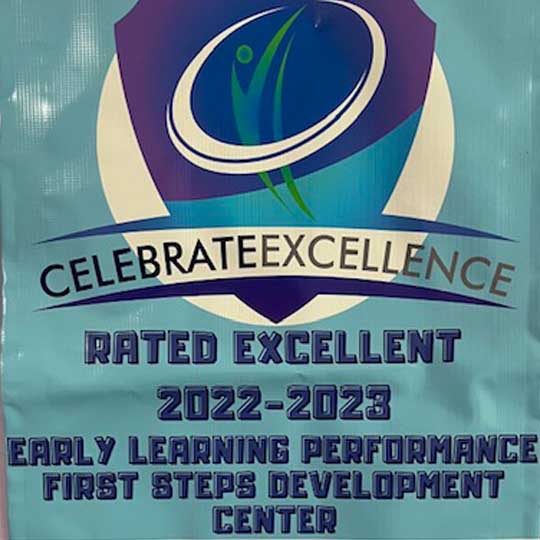 CELEBRATEEXCELLENCE
RATED EXCELLENT
2022-2023
EARLY LEARNING PERFORMANCE
FIRST STEPS DEVELOPMENT
CENTER